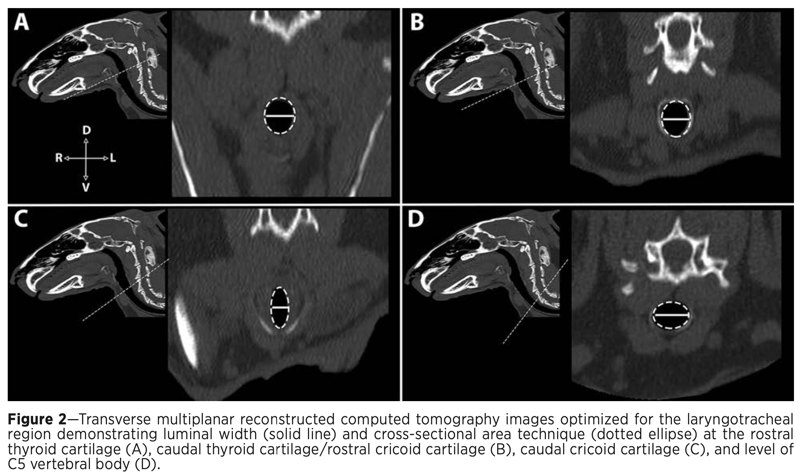 A
B
D
R L
V
C
D
Figure 2—Transverse multiplanar reconstructed computed tomography images optimized for the laryngotracheal
region demonstrating luminal width (solid line) and cross-sectional area technique (dotted ellipse) at the rostral
thyroid cartilage (A), caudal thyroid cartilage/rostral cricoid cartilage (B), caudal cricoid cartilage (C), and level of
C5 vertebral body (D).